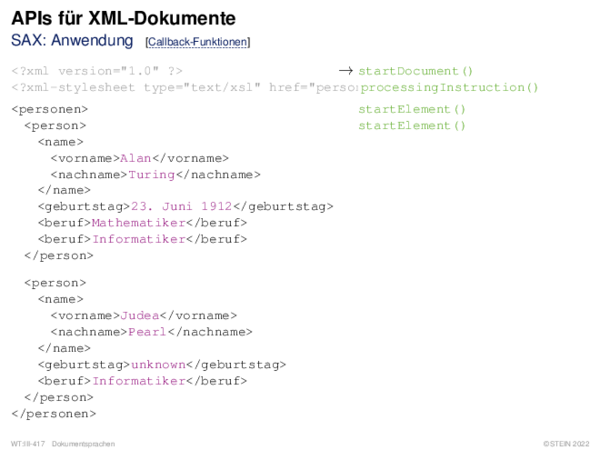 APIs für XML-Dokumente
SAX: Anwendung [Callback-Funktionen]
<?xml version="1.0" ?> → startDocument()
<?xml-stylesheet type="text/xsl" href="person processingInstruction()
<personen> startElement()
<person> startElement()
<name>
<vorname>Alan</vorname>
<nachname>Turing</nachname>
</name>
<geburtstag>23. Juni 1912</geburtstag>
<beruf>Mathematiker</beruf>
<beruf>Informatiker</beruf>
</person>
<person>
<name>
<vorname>Judea</vorname>
<nachname>Pearl</nachname>
</name>
<geburtstag>unknown</geburtstag>
<beruf>Informatiker</beruf>
</person>
</personen>
WT:III-417 Dokumentsprachen ©STEIN 2022